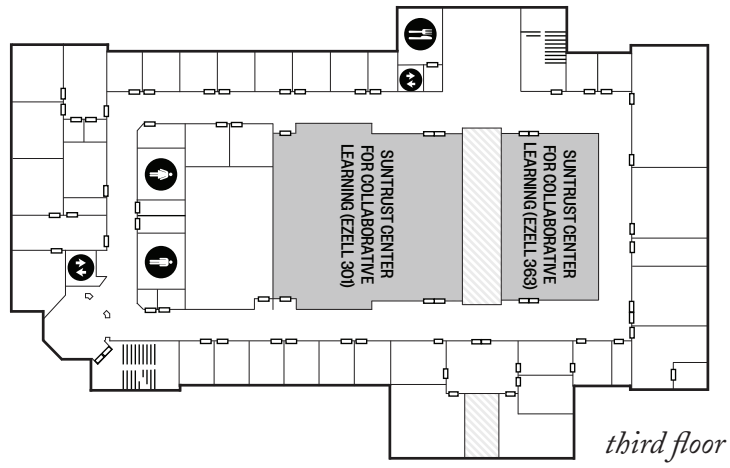 SUNTRUST CENTER
FOR COLLABORATIVE
LEARNING (EZELL 301)
SUNTRUST CENTER
FOR COLLABORATIVE
LEARNING (EZELL 363)
third floor